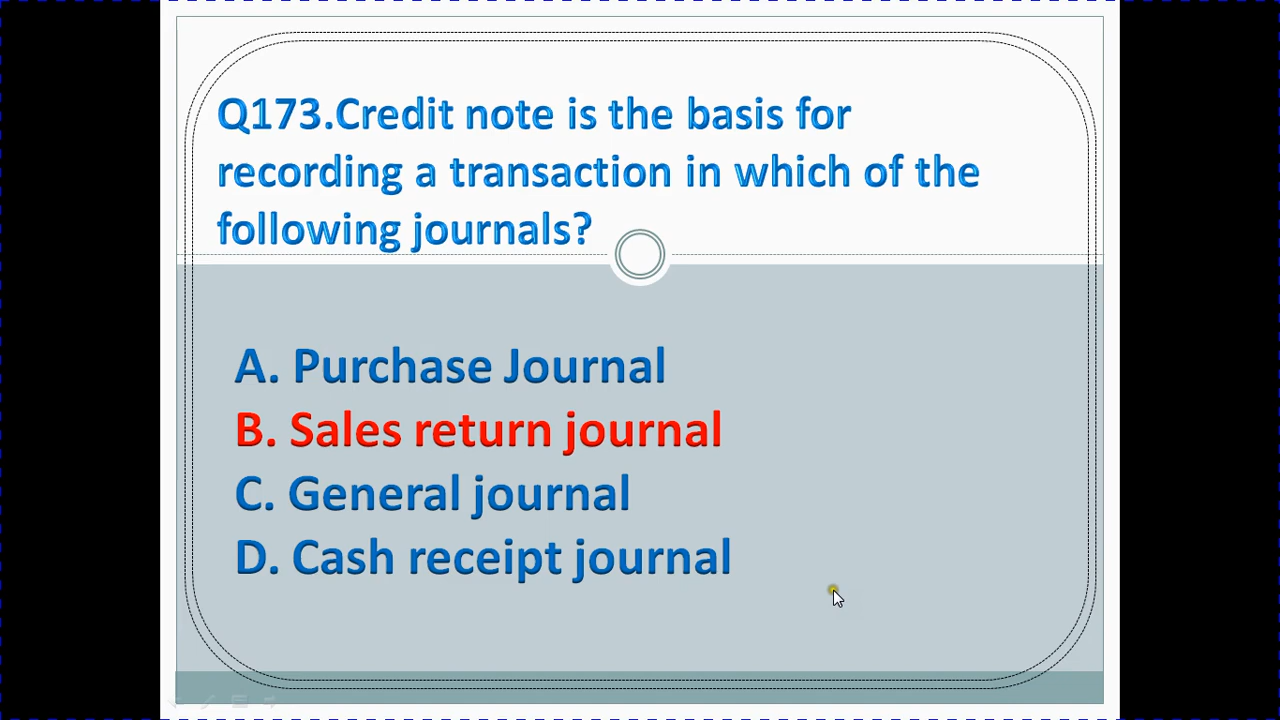 Q173.Credit note is the basis for
recording a transaction in which of the
following journals?
A. Purchase Journal
B. Sales return journal
C. General journal
D. Cash receipt journal